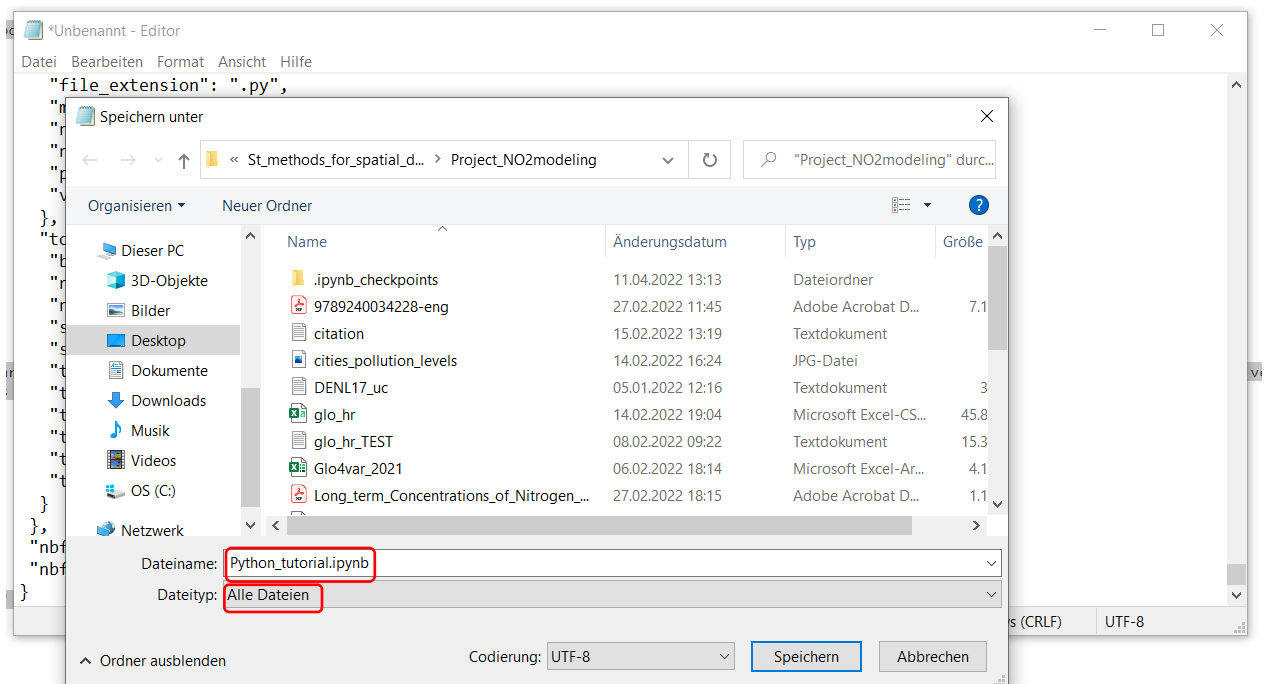 *Unbenannt - Editor
Datei Bearbeiten Format Ansicht Hilfe
"file_extension": ".py",
Speichern unter
« St_methods_for_spatial_d... › Project_NO2modeling
"Project_NO2modeling" durc...
Organisieren Neuer Ordner
},
Dieser PC
3D-Objekte
Bilder
Desktop
Dokumente
Downloads
Musik
Videos
OS (C:)
Netzwerk
Name Änderungsdatum Typ Größe
.ipynb_checkpoints 11.04.2022 13:13 Dateiordner
9789240034228-eng 27.02.2022 11:45 Adobe Acrobat D... 7.1
citation 15.02.2022 13:19 Textdokument
cities_pollution_levels 14.02.2022 16:24 JPG-Datei
DENL17_uc 05.01.2022 12:16 Textdokument 3
glo_hr 14.02.2022 19:04 Microsoft Excel-CS... 45.8
glo_hr_TEST 08.02.2022 09:22 Textdokument 15.3
Glo4var_2021 06.02.2022 18:14 Microsoft Excel-Ar... 4.1
Long_term_Concentrations_of_Nitrogen_... 27.02.2022 18:15 Adobe Acrobat D... 1.1
}
},
"nbf
"nbf
}
Dateiname: Python_tutorial.ipynb
Dateityp: Alle Dateien
Ordner ausblenden
Codierung: UTF-8
Speichern
Abbrechen
(CRLF) UTF-8